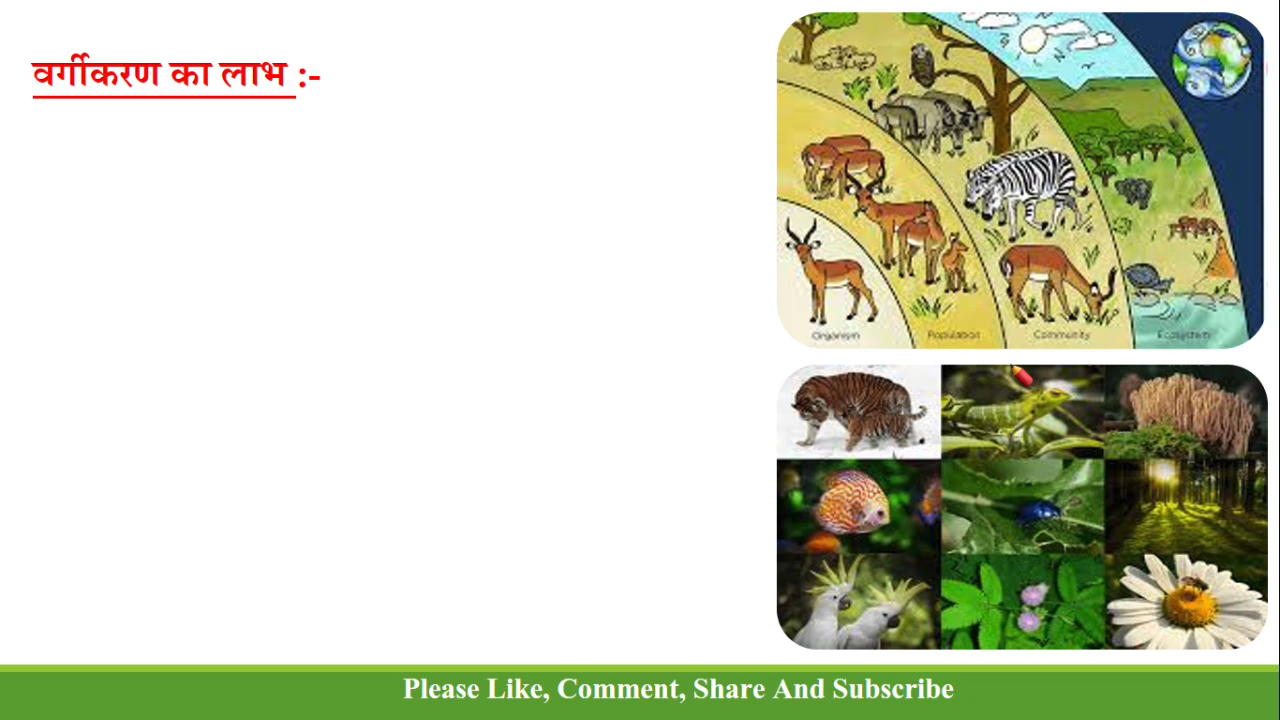 वर्गीकरण का लाभ :-
Organism Population Community Ecosystem
Please Like, Comment, Share And Subscribe